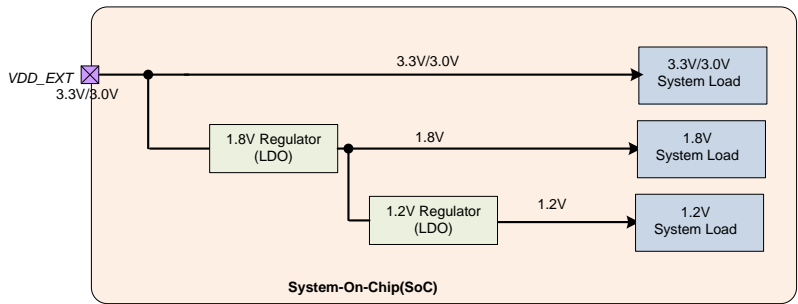 3.3V/3.0V
3.3V/3.0V
System Load
VDD_EXT
3.3V/3.0V
1.8V Regulator
(LDO)
1.8V
1.8V
System Load
1.2V Regulator
(LDO)
1.2V
1.2V
System Load
System-On-Chip(SoC)